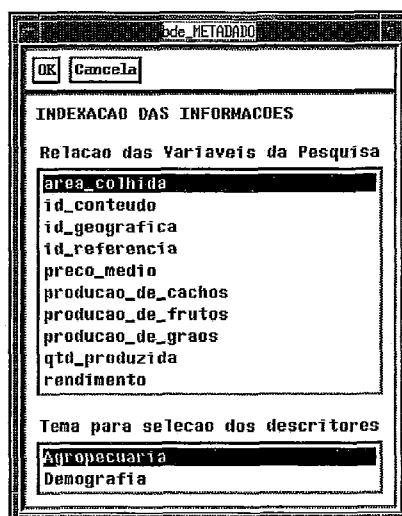 bde_METADADO
OK Cancela
INDEXACAO DAS INFORMACOES
Relacao das Variaveis da Pesquisa
area_colhida
id_conteudo
id_geografica
id_referencia
preco_medio
producao_de_cachos
producao_de_frutos
producao_de_graos
qtd_produzida
rendimento
Tema para selecao dos descritores
Agropecuaria
Demografia